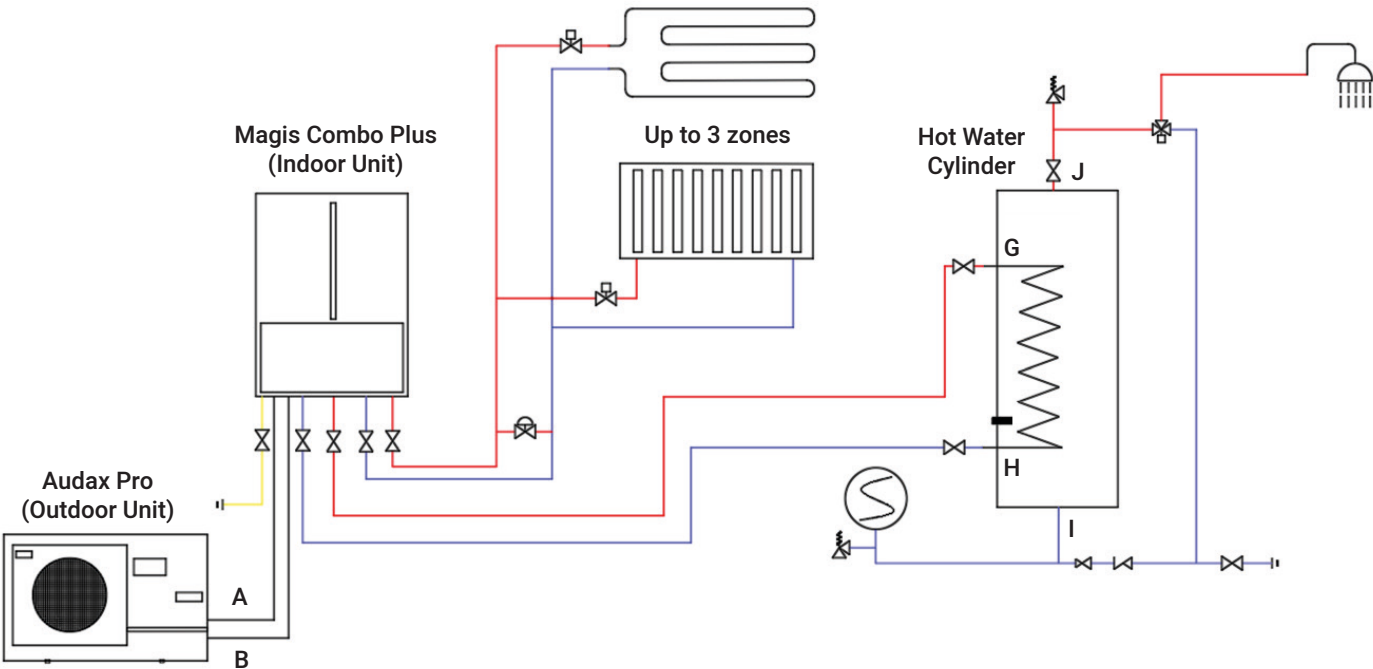 Magis Combo Plus
(Indoor Unit)
Up to 3 zones
Hot Water
Cylinder
J
G
H
I
Audax Pro
(Outdoor Unit)
A
B